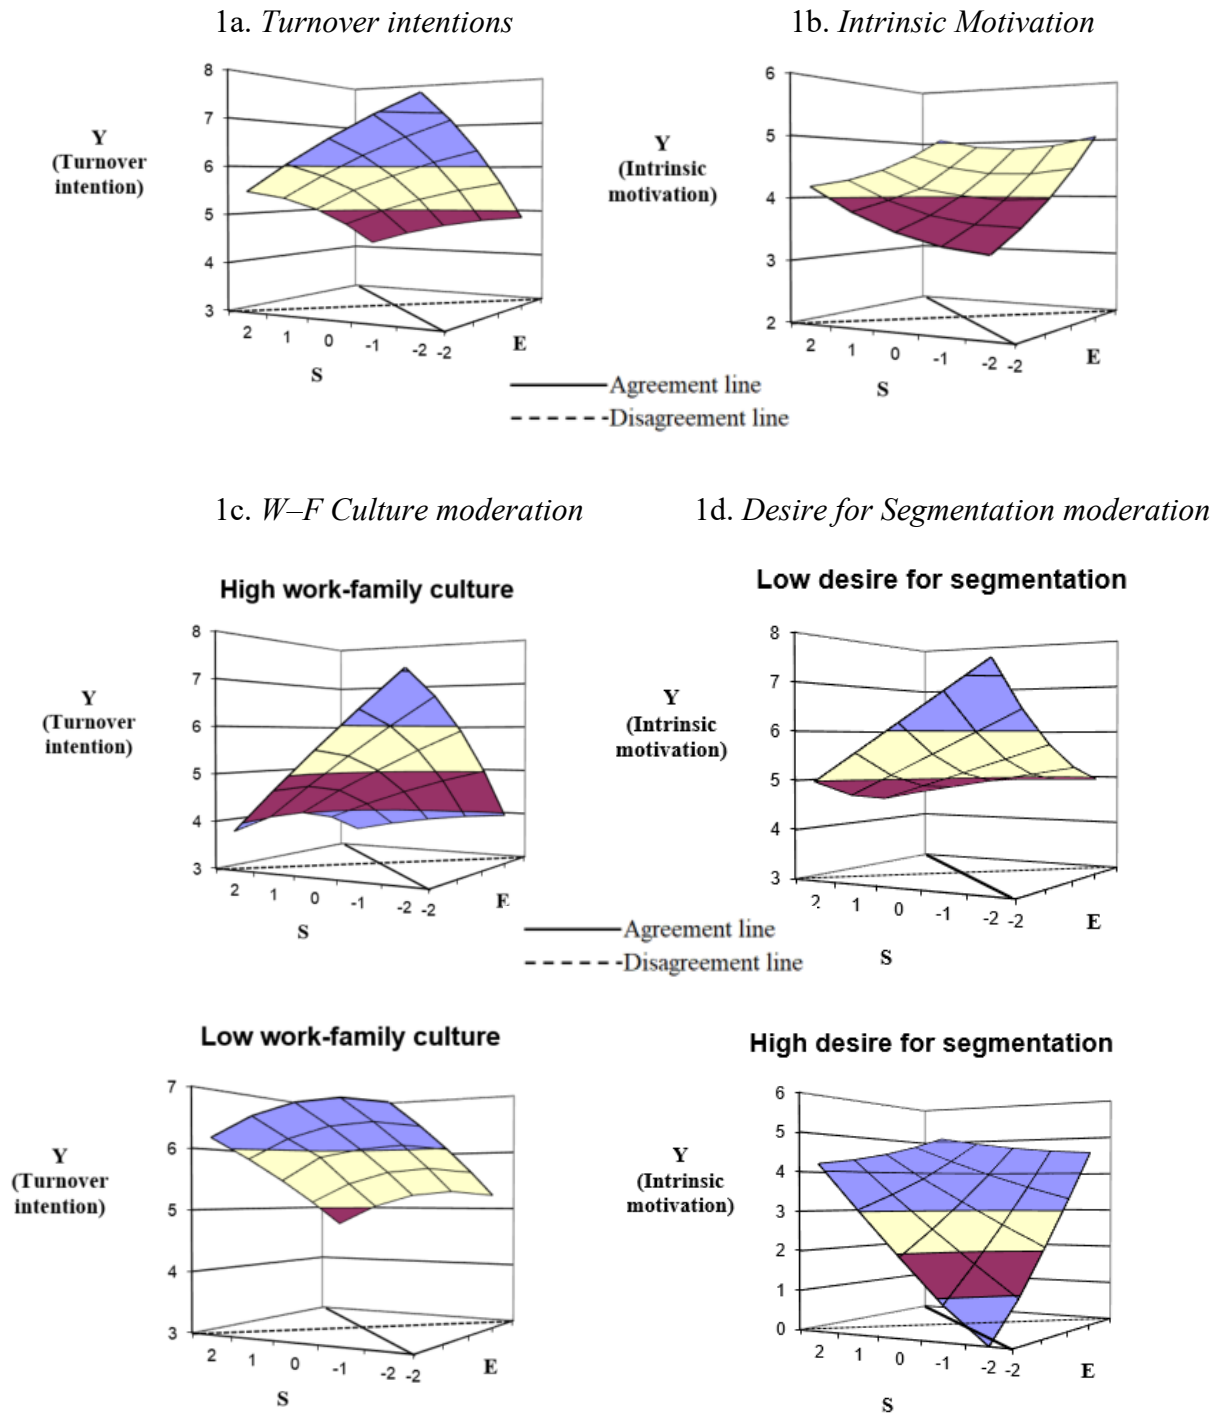 1a. Turnover intentions
1b. Intrinsic Motivation
8
7
6
5
4
3
Y
(Turnover
intention)
2
1
0
-1
-2
-2
S
E
6
5
4
3
2
Y
(Intrinsic
motivation)
2
1
0
-1
-2
-2
S
E
Agreement line
Disagreement line
1c. W–F Culture moderation
1d. Desire for Segmentation moderation
High work-family culture
8
7
6
5
4
3
Y
(Turnover
intention)
2
1
0
-1
-2
-2
S
E
Low desire for segmentation
8
7
6
5
4
3
Y
(Intrinsic
motivation)
2
1
0
-1
-2
-2
S
E
Agreement line
Disagreement line
Low work-family culture
7
6
5
4
3
Y
(Turnover
intention)
2
1
0
-1
-2
-2
S
E
High desire for segmentation
6
5
4
3
2
1
0
Y
(Intrinsic
motivation)
2
1
0
-1
-2
-2
S
E